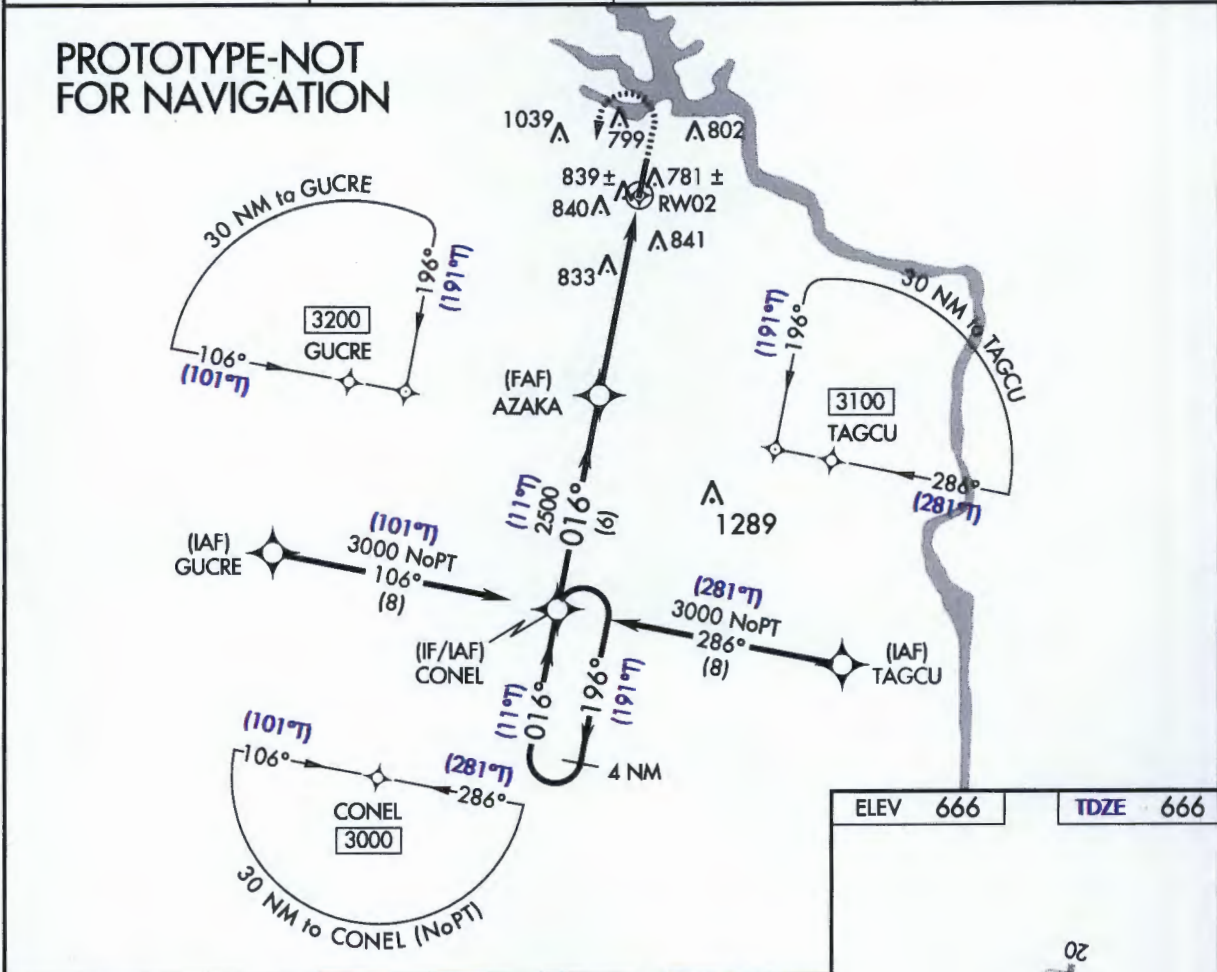 PROTOTYPE-NOT
FOR NAVIGATION
1039
799
802
839 ±
781 ±
840
RW02
841
833
30 NM to GUCRE
196°
(191°T)
3200
GUCRE
106°
(101°T)
30 NM to TAGCU
(191°T)
196°
3100
TAGCU
286°
(281°T)
(FAF)
AZAKA
(11°T)
2500
016°
(6)
1289
(IAF)
GUCRE
(101°T)
3000 NoPT
106°
(8)
(281°T)
3000 NoPT
286°
(8)
(IAF)
TAGCU
(IF/IAF)
CONEL
(11°T)
016°
196°
(191°T)
4 NM
(101°T)
106°
(281°T)
286°
CONEL
3000
30 NM to CONEL (NoPT)
ELEV 666
TDZE 666
20